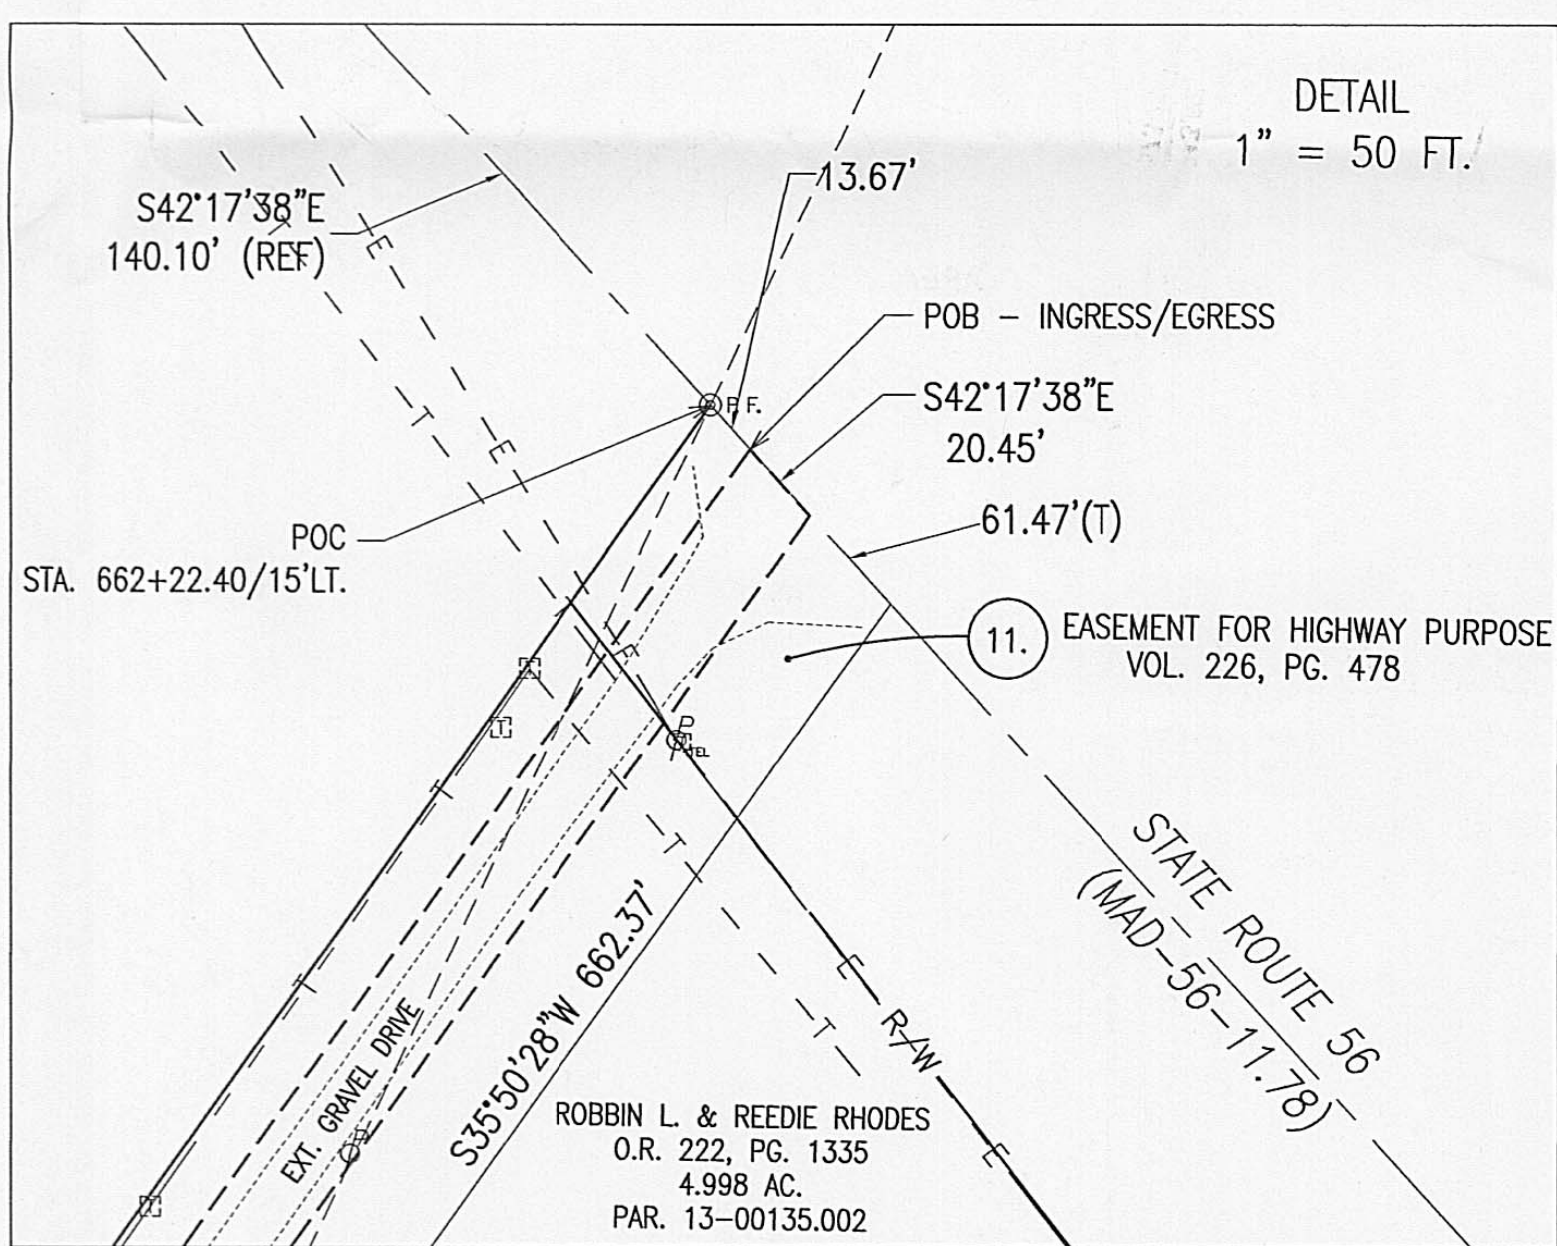 DETAIL
1" = 50 FT.
13.67'
S42°17'38"E
140.10' (REF)
POB - INGRESS/EGRESS
S42°17'38"E
20.45'
P.F.
61.47'(T)
POC
STA. 662+22.40/15'LT.
11.
EASEMENT FOR HIGHWAY PURPOSE
VOL. 226, PG. 478
STATE ROUTE 56
(MAD-56-11.78)
S35°50'28"W 662.37'
EXT. GRAVEL DRIVE
R/W
ROBBIN L. & REEDIE RHODES
O.R. 222, PG. 1335
4.998 AC.
PAR. 13-00135.002